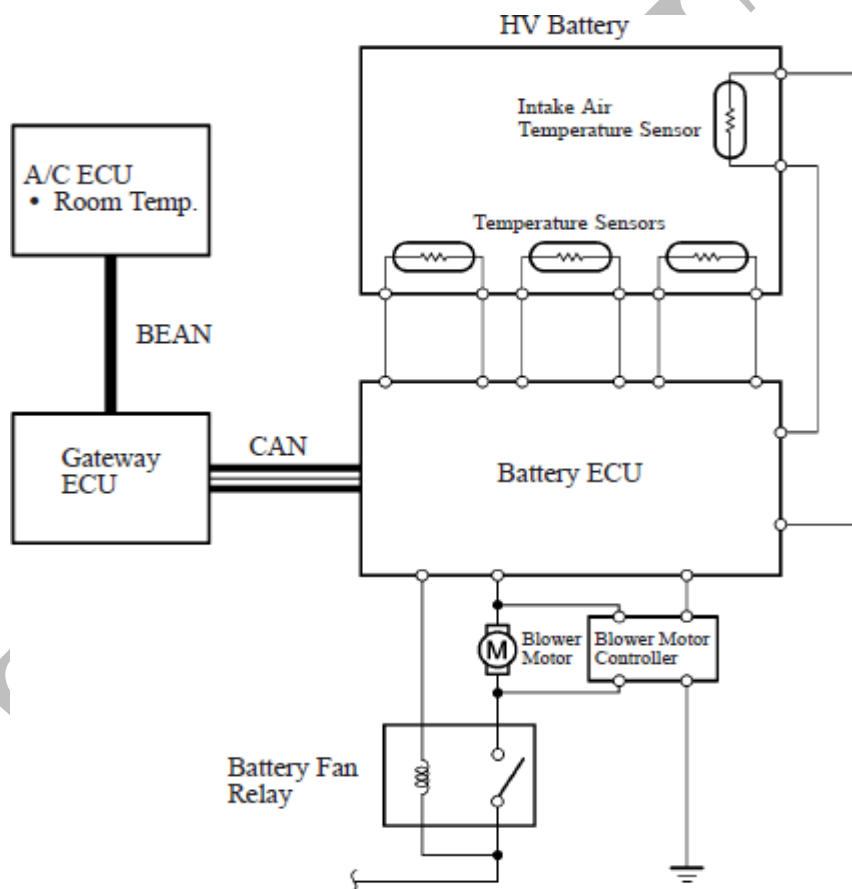 HV Battery
Intake Air
Temperature Sensor
A/C ECU
• Room Temp.
Temperature Sensors
BEAN
CAN
Gateway
ECU
Battery ECU
M
Blower
Motor
Blower Motor
Controller
Battery Fan
Relay